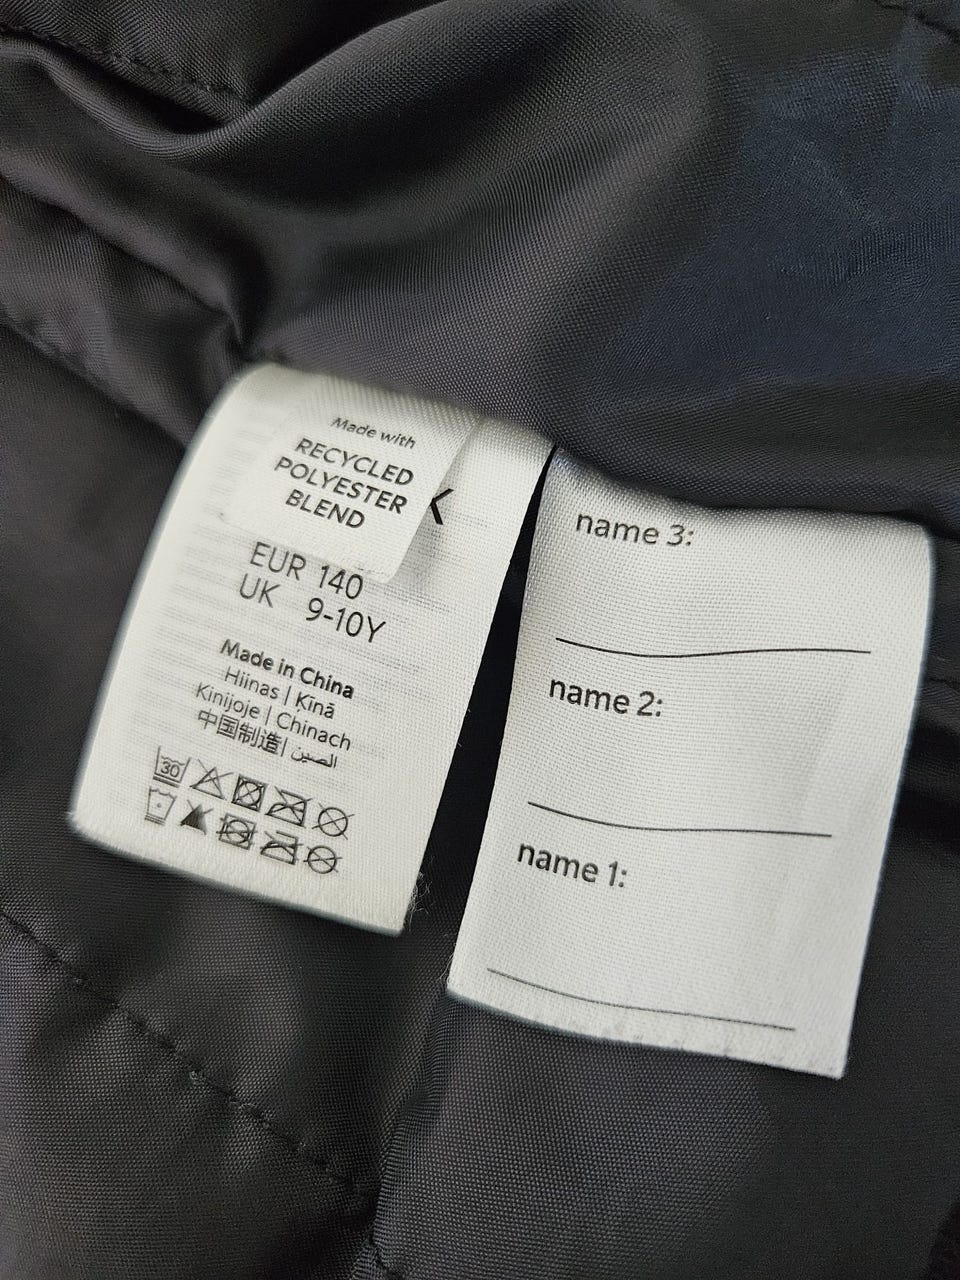 Made with
RECYCLED
POLYESTER
BLEND
K
EUR 140
UK 9-10Y
Made in China
Hiinas | Ķīnā
Kinijoje | Chinach
中国制造| الصين
30
name 3:
name 2:
name 1: